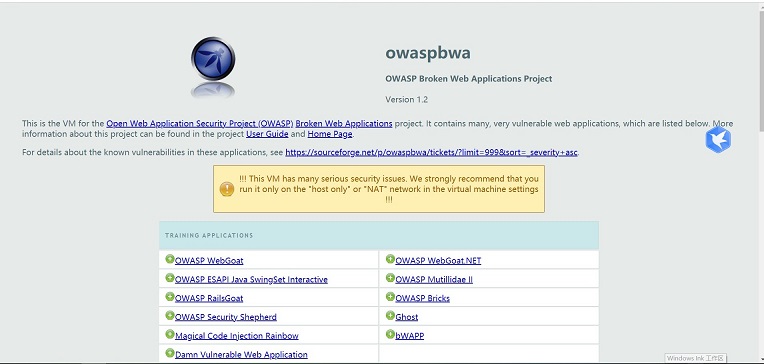 owaspbwa
OWASP Broken Web Applications Project
Version 1.2
This is the VM for the Open Web Application Security Project (OWASP) Broken Web Applications project. It contains many, very vulnerable web applications, which are listed below. More
information about this project can be found in the project User Guide and Home Page.
For details about the known vulnerabilities in these applications, see https://sourceforge.net/p/owaspbwa/tickets/?limit=999&sort=_severity+asc.
!!! This VM has many serious security issues. We strongly recommend that you
run it only on the "host only" or "NAT" network in the virtual machine settings
!!!
TRAINING APPLICATIONS
OWASP WebGoat
OWASP WebGoat.NET
OWASP ESAPI Java SwingSet Interactive
OWASP Mutillidae II
OWASP RailsGoat
OWASP Bricks
OWASP Security Shepherd
Ghost
Magical Code Injection Rainbow
bWAPP
Damn Vulnerable Web Application
Windows Ink 工作区